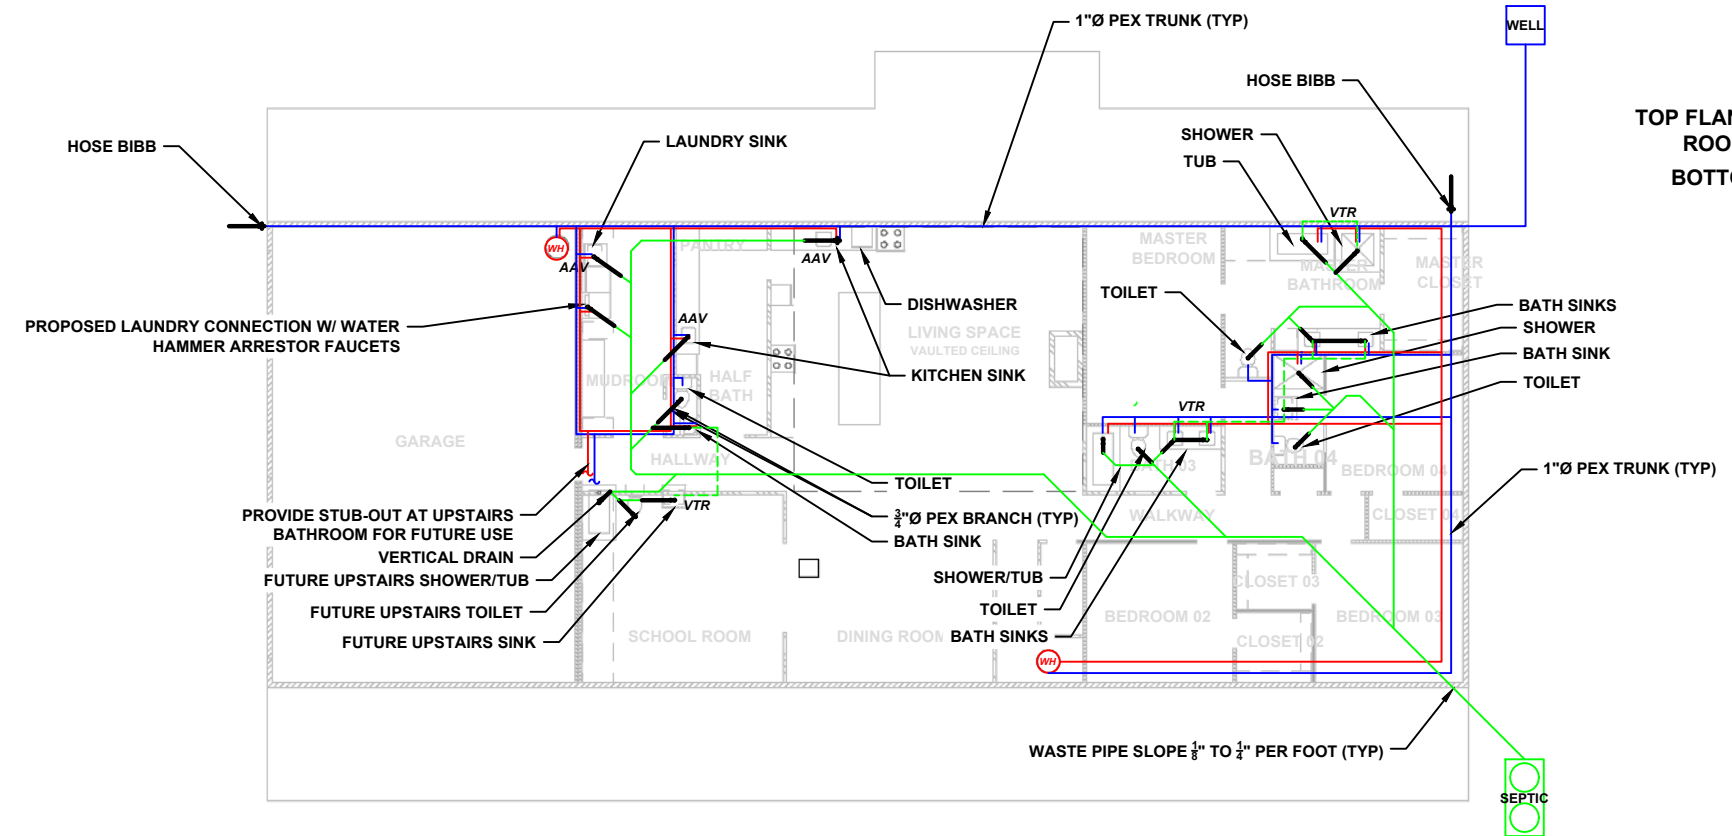 1"Ø PEX TRUNK (TYP)
WELL
HOSE BIBB
TOP FLAN
ROO
BOTTO
HOSE BIBB
LAUNDRY SINK
SHOWER
TUB
VTR
WH
PANTRY
AAV
AAV
MASTER
BEDROOM
MASTER
BATHROOM
MASTER
CLOSET
TOILET
DISHWASHER
BATH SINKS
PROPOSED LAUNDRY CONNECTION W/ WATER
HAMMER ARRESTOR FAUCETS
AAV
LIVING SPACE
VAULTED CEILING
SHOWER
BATH SINK
KITCHEN SINK
TOILET
MUDROOM
HALF
BATH
VTR
GARAGE
HALLWAY
BATH 03
BATH 04
BEDROOM 04
1"Ø PEX TRUNK (TYP)
TOILET
VTR
PROVIDE STUB-OUT AT UPSTAIRS
BATHROOM FOR FUTURE USE
3/4"Ø PEX BRANCH (TYP)
WALKWAY
CLOSET 04
BATH SINK
VERTICAL DRAIN
FUTURE UPSTAIRS SHOWER/TUB
SHOWER/TUB
CLOSET 03
FUTURE UPSTAIRS TOILET
TOILET
BEDROOM 02
BEDROOM 03
FUTURE UPSTAIRS SINK
SCHOOL ROOM
DINING ROOM
BATH SINKS
CLOSET 02
WH
WASTE PIPE SLOPE 1/8" TO 1/4" PER FOOT (TYP)
SEPTIC